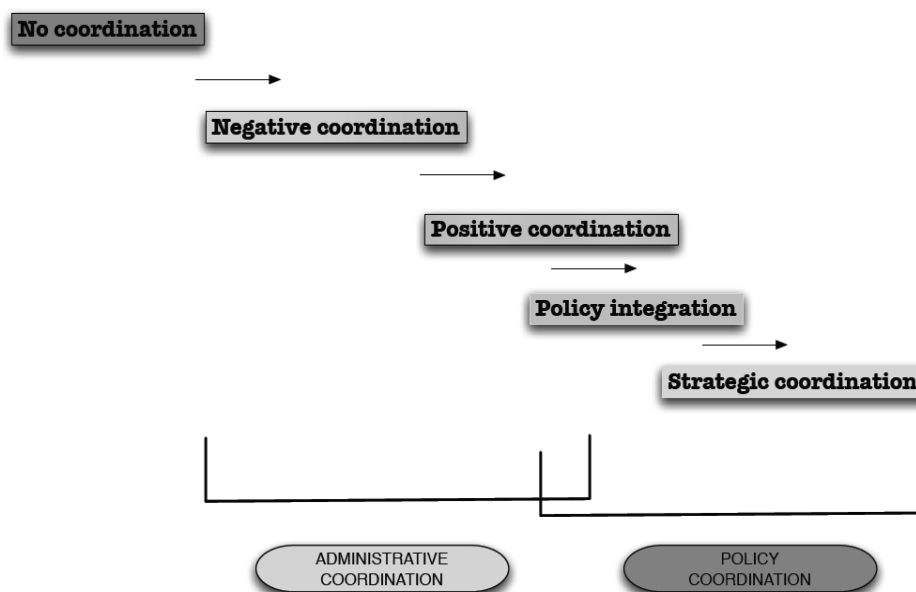 No coordination
Negative coordination
Positive coordination
Policy integration
Strategic coordination
ADMINISTRATIVE
COORDINATION
POLICY
COORDINATION